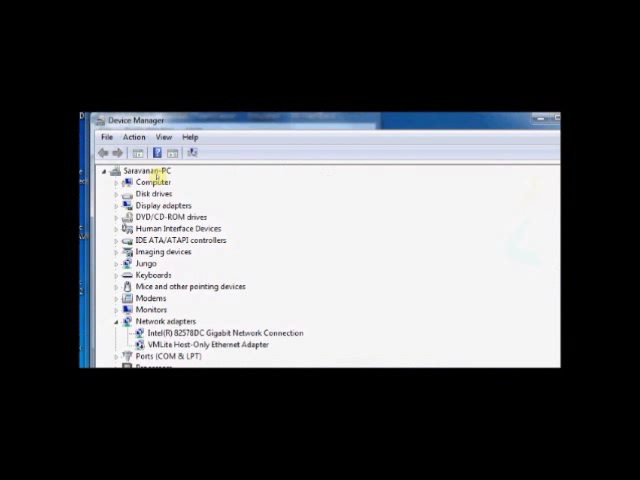 Device Manager
File Action View Help
Saravanan-PC
Computer
Disk drives
Display adapters
DVD/CD-ROM drives
Human Interface Devices
IDE ATA/ATAPI controllers
Imaging devices
Jungo
Keyboards
Mice and other pointing devices
Modems
Monitors
Network adapters
Intel(R) 82578DC Gigabit Network Connection
VMLite Host-Only Ethernet Adapter
Ports (COM & LPT)